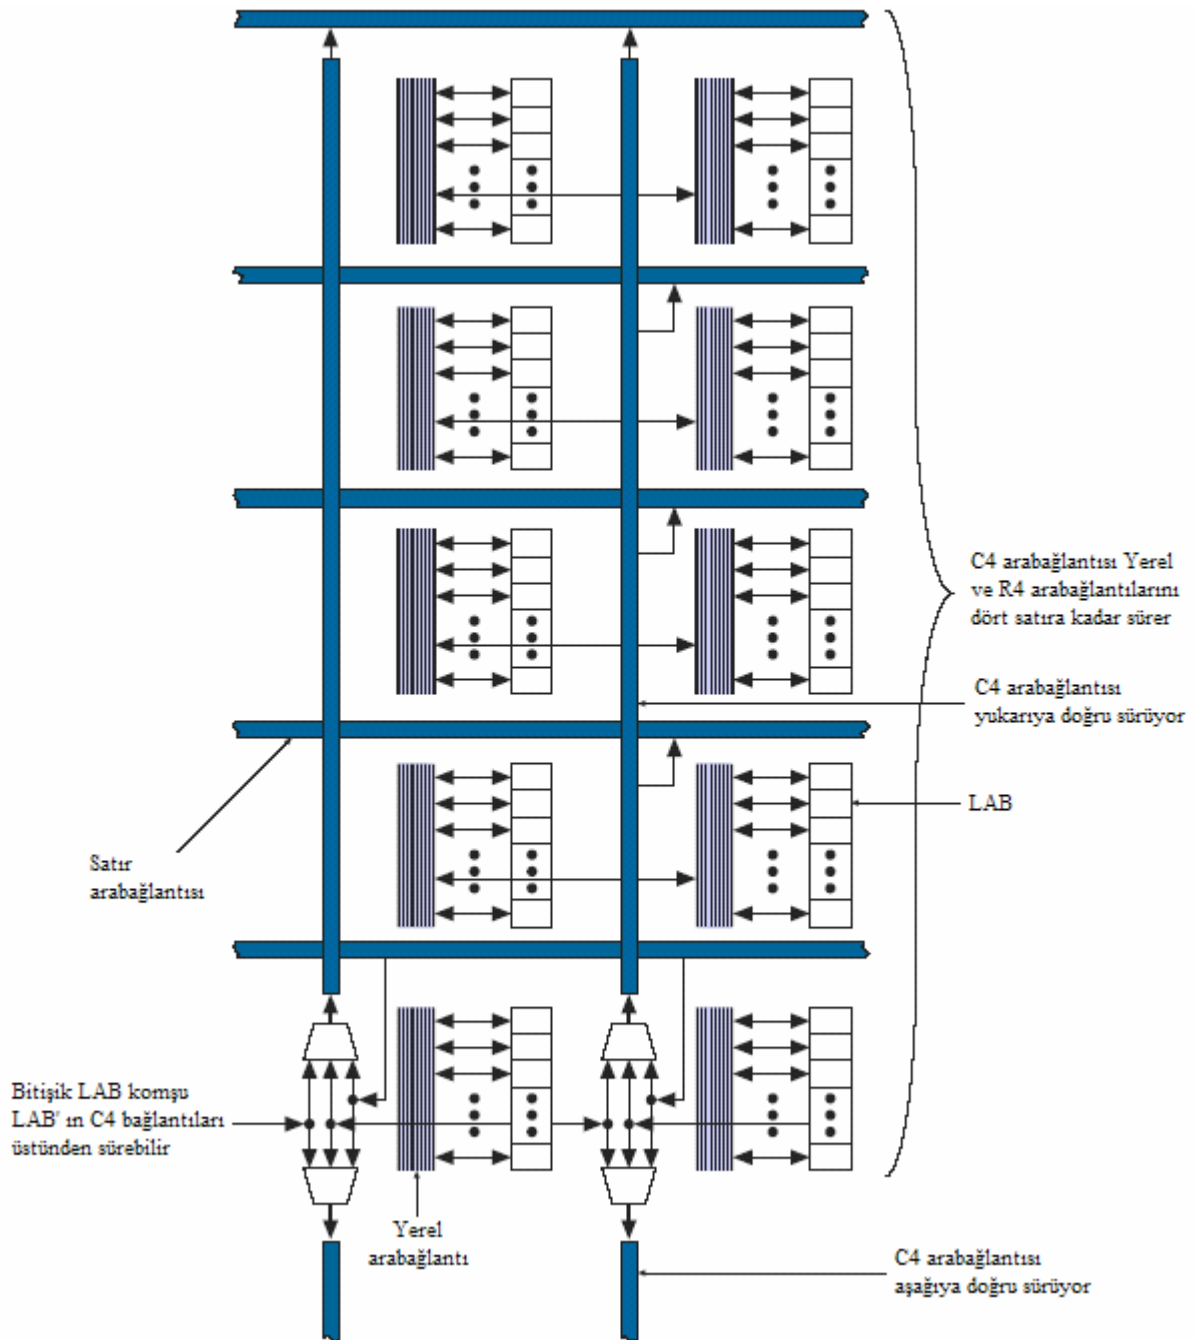 C4 arabağlantısı Yerel
ve R4 arabağlantılarını
dört satıra kadar sürer
C4 arabağlantısı
yukarıya doğru sürüyor
LAB
Satır
arabağlantısı
Bitişik LAB komşu
LAB' ın C4 bağlantıları
üstünden sürebilir
Yerel
arabağlantı
C4 arabağlantısı
aşağıya doğru sürüyor